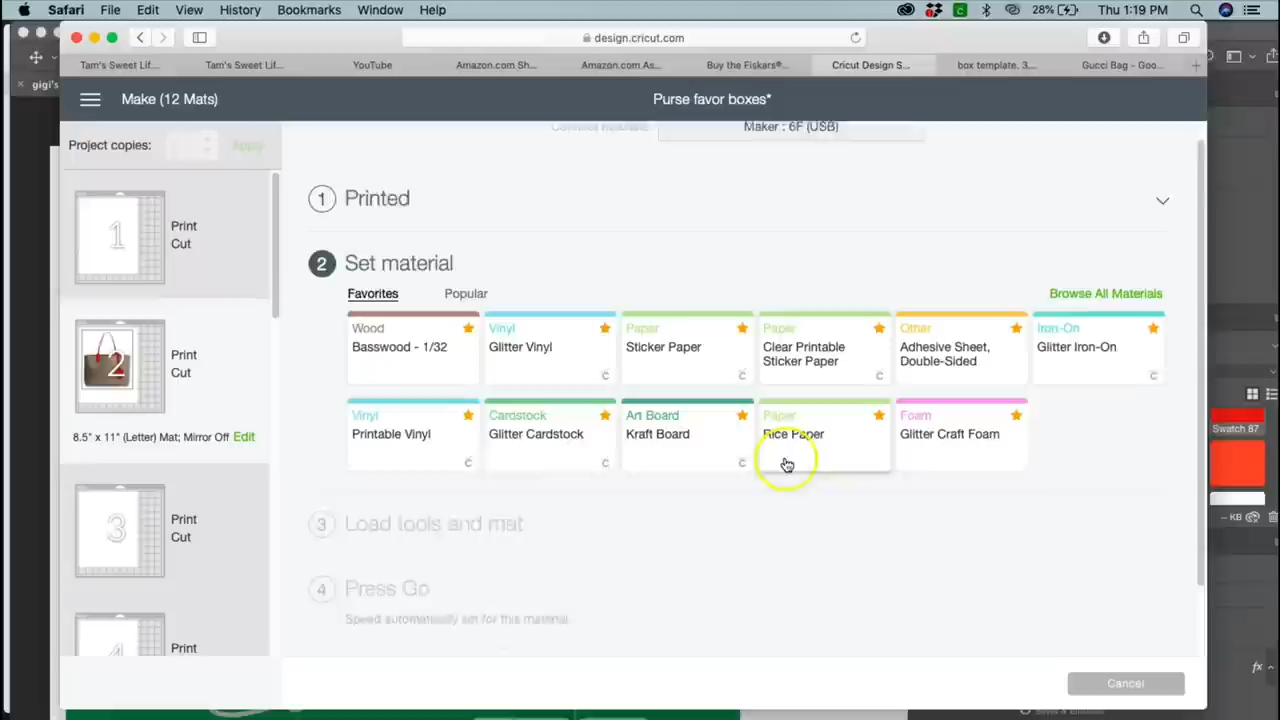 Safari File Edit View History Bookmarks Window Help 28% Thu 1:19 PM
design.cricut.com
Tam's Sweet Lif... Tam's Sweet Lif... YouTube Amazon.com Sh... Amazon.com As... Buy the Fiskars®... Cricut Design S... box template. 3,... Gucci Bag - Goo...
gigi's
Make (12 Mats) Purse favor boxes*
Project copies: Apply
Maker : 6F (USB)
1 Printed
1 Print
Cut
2 Set material
Favorites Popular Browse All Materials
Wood
Basswood - 1/32
Vinyl
Glitter Vinyl
Paper
Sticker Paper
Paper
Clear Printable
Sticker Paper
Other
Adhesive Sheet,
Double-Sided
Iron-On
Glitter Iron-On
2 Print
Cut
Vinyl
Printable Vinyl
Cardstock
Glitter Cardstock
Art Board
Kraft Board
Paper
Rice Paper
Foam
Glitter Craft Foam
8.5" x 11" (Letter) Mat; Mirror Off Edit
Swatch 87
3 Print
Cut
3 Load tools and mat
-- KB
4 Press Go
Speed automatically set for this material.
4 Print
Cancel
fx